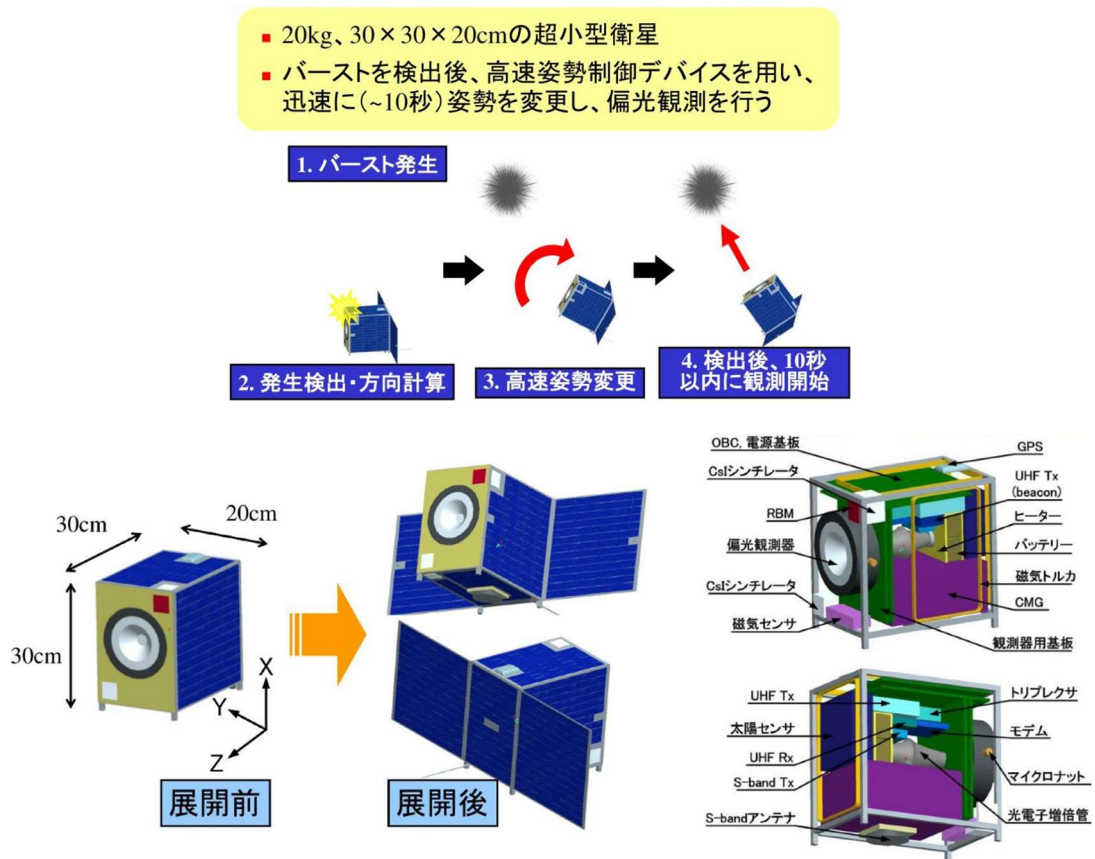 20kg、30×30×20cmの超小型衛星
バーストを検出後、高速姿勢制御デバイスを用い、
迅速に(~10秒)姿勢を変更し、偏光観測を行う
1. バースト発生
2. 発生検出・方向計算
3. 高速姿勢変更
4. 検出後、10秒
以内に観測開始
30cm
20cm
30cm
X
Y
Z
展開前
展開後
OBC, 電源基板
CsIシンチレータ
RBM
偏光観測器
CsIシンチレータ
磁気センサ
GPS
UHF Tx
(beacon)
ヒーター
バッテリー
磁気トルカ
CMG
観測器用基板
UHF Tx
太陽センサ
UHF Rx
S-band Tx
S-bandアンテナ
トリプレクサ
モデム
マイクロナット
光電子増倍管